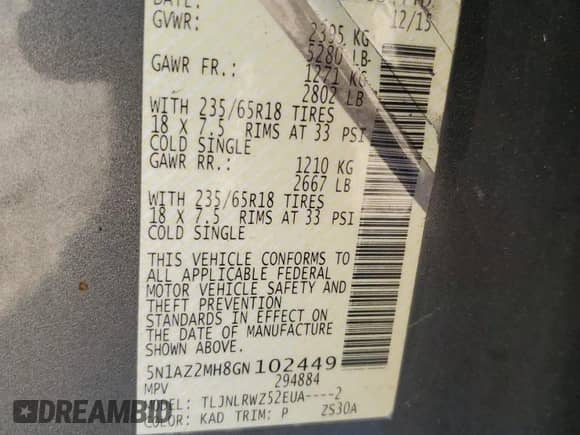 DATE:
12/15
GVWR: 2395 KG
5280 LB
GAWR FR.: 1271 KG
2802 LB
WITH 235/65R18 TIRES
18 X 7.5 RIMS AT 33 PSI
COLD SINGLE
GAWR RR.: 1210 KG
2667 LB
WITH 235/65R18 TIRES
18 X 7.5 RIMS AT 33 PSI
COLD SINGLE
THIS VEHICLE CONFORMS TO
ALL APPLICABLE FEDERAL
MOTOR VEHICLE SAFETY AND
THEFT PREVENTION
STANDARDS IN EFFECT ON
THE DATE OF MANUFACTURE
SHOWN ABOVE.
5N1AZ2MH8GN102449
MPV 294884
MODEL: TLJNLRWZ52EUA----2
COLOR: KAD TRIM: P ZS30A
DREAMBID